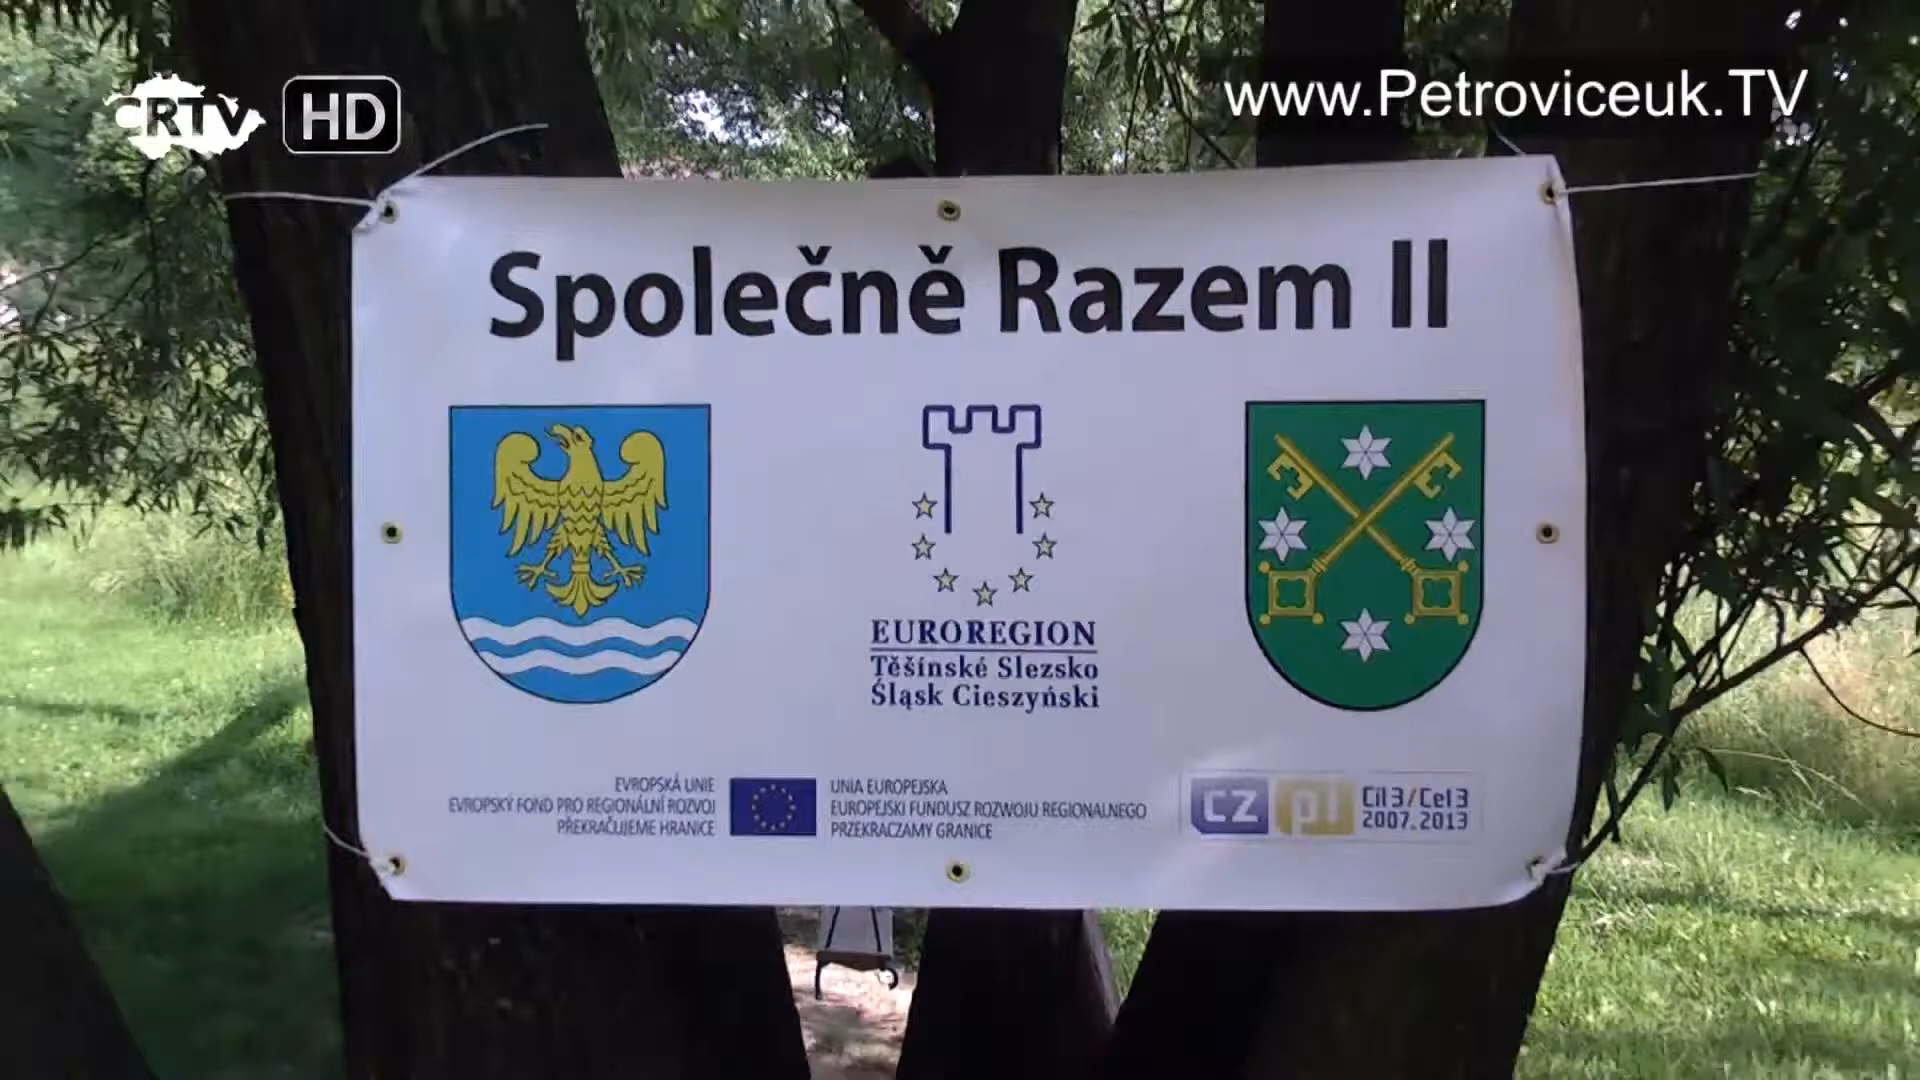 CRTV HD
www.Petroviceuk.TV
Společně Razem II
EUROREGION
Těšínské Slezsko
Śląsk Cieszyński
EVROPSKÁ UNIE
EVROPSKÝ FOND PRO REGIONÁLNÍ ROZVOJ
PŘEKRAČUJEME HRANICE
UNIA EUROPEJSKA
EUROPEJSKI FUNDUSZ ROZWOJU REGIONALNEGO
PRZEKRACZAMY GRANICE
cz pl
Cíl 3/Cel 3
2007.2013